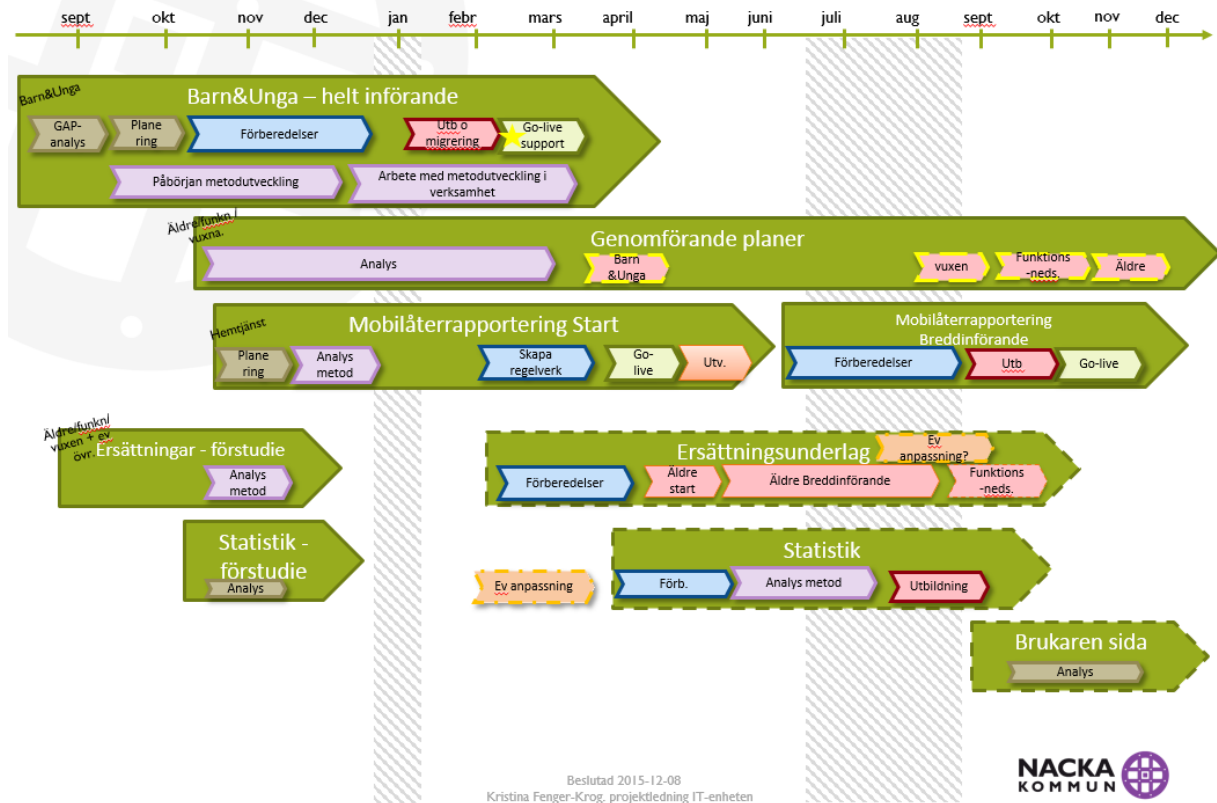 sept okt nov dec jan febr mars april maj juni juli aug sept okt nov dec
Barn&Unga
Barn&Unga – helt införande
GAP-
analys
Plane
ring
Förberedelser
Utb o
migrering
Go-live
support
Påbörjan metodutveckling
Arbete med metodutveckling i
verksamhet
Äldre/funkn /
vuxna.
Genomförande planer
Analys
Barn
&Unga
vuxen
Funktions
-neds.
Äldre
Hemtjänst
Mobilåterrapportering Start
Plane
ring
Analys
metod
Skapa
regelverk
Go-
live
Utv.
Mobilåterrapportering
Breddinförande
Förberedelser
Utb
Go-live
Äldre/funkn/
vuxen + ev
övr.
Ersättningar - förstudie
Analys
metod
Ersättningsunderlag
Ev
anpassning?
Förberedelser
Äldre
start
Äldre Breddinförande
Funktions
-neds.
Statistik -
förstudie
Analys
Ev anpassning
Statistik
Förb.
Analys metod
Utbildning
Brukaren sida
Analys
Beslutad 2015-12-08
Kristina Fenger-Krog, projektledning IT-enheten
NACKA
KOMMUN